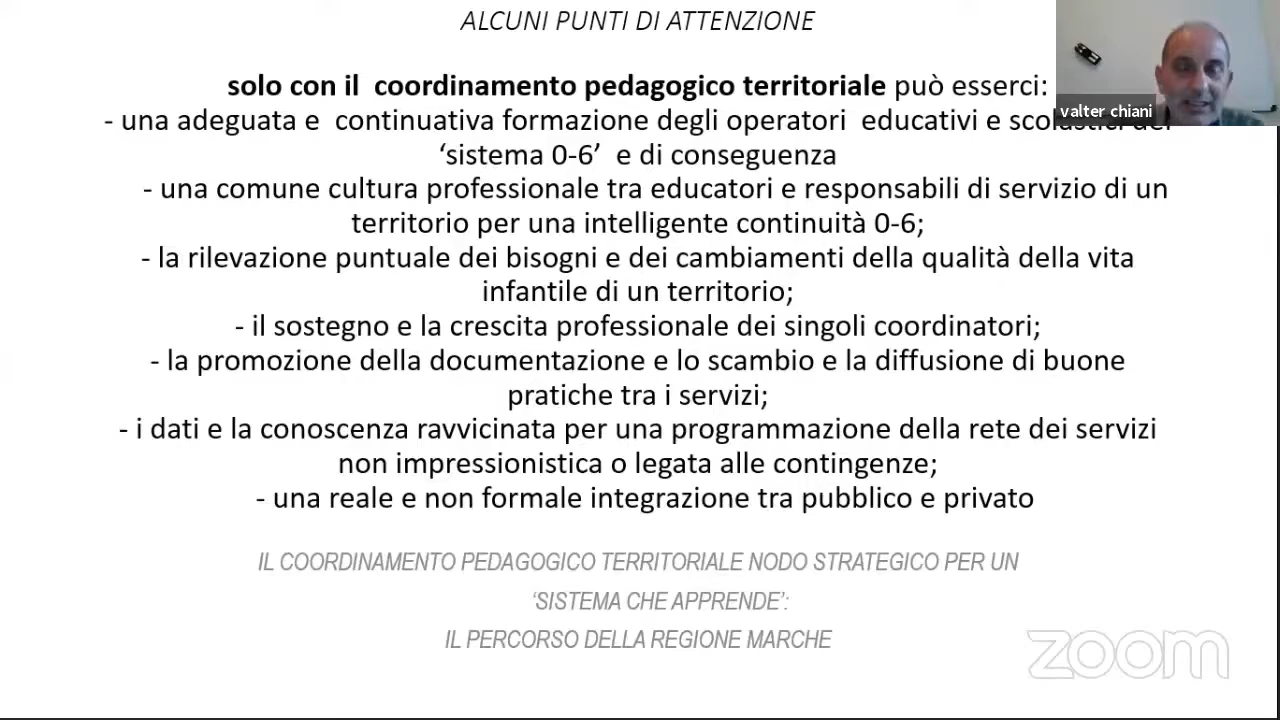 ALCUNI PUNTI DI ATTENZIONE
solo con il coordinamento pedagogico territoriale può esserci:
- una adeguata e continuativa formazione degli operatori educativi e scolastici del
‘sistema 0-6’ e di conseguenza
- una comune cultura professionale tra educatori e responsabili di servizio di un
territorio per una intelligente continuità 0-6;
- la rilevazione puntuale dei bisogni e dei cambiamenti della qualità della vita
infantile di un territorio;
- il sostegno e la crescita professionale dei singoli coordinatori;
- la promozione della documentazione e lo scambio e la diffusione di buone
pratiche tra i servizi;
- i dati e la conoscenza ravvicinata per una programmazione della rete dei servizi
non impressionistica o legata alle contingenze;
- una reale e non formale integrazione tra pubblico e privato
IL COORDINAMENTO PEDAGOGICO TERRITORIALE NODO STRATEGICO PER UN
‘SISTEMA CHE APPRENDE’:
IL PERCORSO DELLA REGIONE MARCHE
valter chiani
zoom